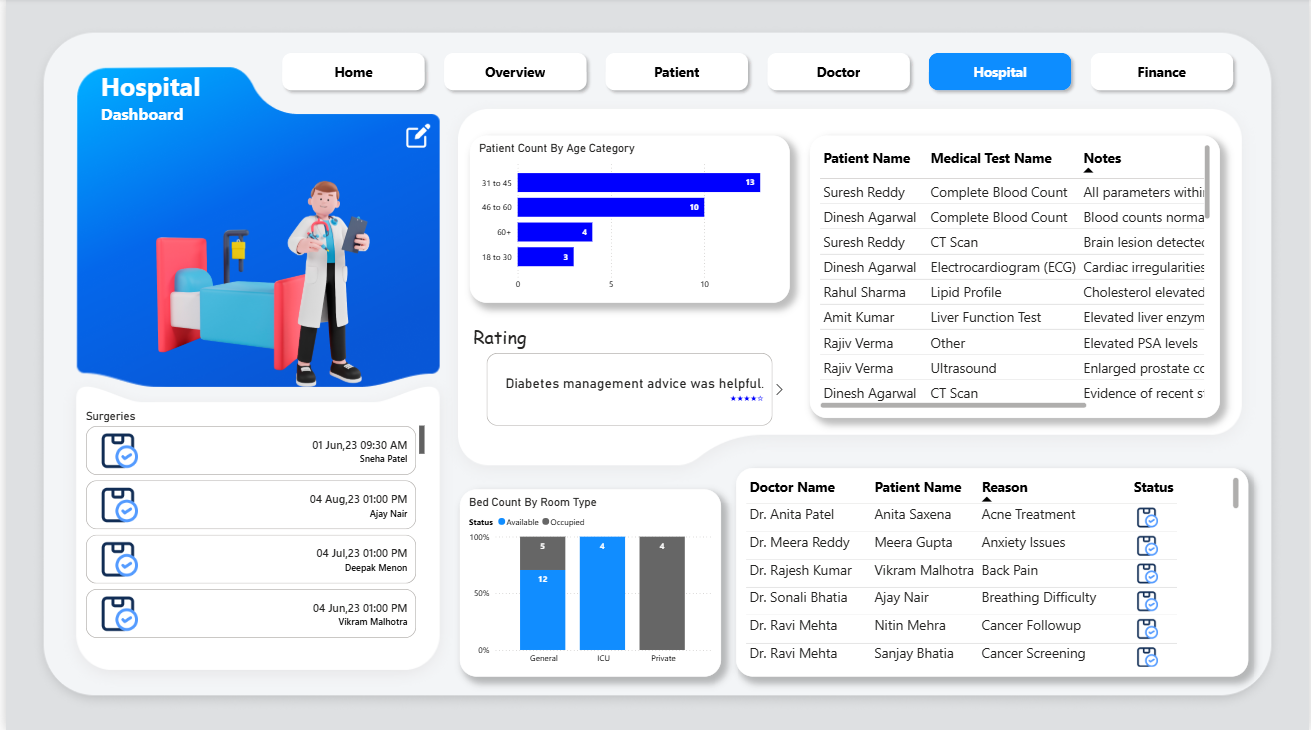 Home Overview Patient Doctor Hospital Finance
Hospital
Dashboard
Surgeries
01 Jun,23 09:30 AM
Sneha Patel
04 Aug,23 01:00 PM
Ajay Nair
04 Jul,23 01:00 PM
Deepak Menon
04 Jun,23 01:00 PM
Vikram Malhotra
Patient Count By Age Category
31 to 45 13
46 to 60 10
60+ 4
18 to 30 3
0 5 10
Rating
Diabetes management advice was helpful.
★★★★☆
Patient Name Medical Test Name Notes
Suresh Reddy Complete Blood Count All parameters withi
Dinesh Agarwal Complete Blood Count Blood counts norma
Suresh Reddy CT Scan Brain lesion detected
Dinesh Agarwal Electrocardiogram (ECG) Cardiac irregularities
Rahul Sharma Lipid Profile Cholesterol elevated
Amit Kumar Liver Function Test Elevated liver enzym
Rajiv Verma Other Elevated PSA levels
Rajiv Verma Ultrasound Enlarged prostate co
Dinesh Agarwal CT Scan Evidence of recent s
Bed Count By Room Type
Status Available Occupied
100%
50%
0%
5 4 4
12
General ICU Private
Doctor Name Patient Name Reason Status
Dr. Anita Patel Anita Saxena Acne Treatment
Dr. Meera Reddy Meera Gupta Anxiety Issues
Dr. Rajesh Kumar Vikram Malhotra Back Pain
Dr. Sonali Bhatia Ajay Nair Breathing Difficulty
Dr. Ravi Mehta Nitin Mehra Cancer Followup
Dr. Ravi Mehta Sanjay Bhatia Cancer Screening